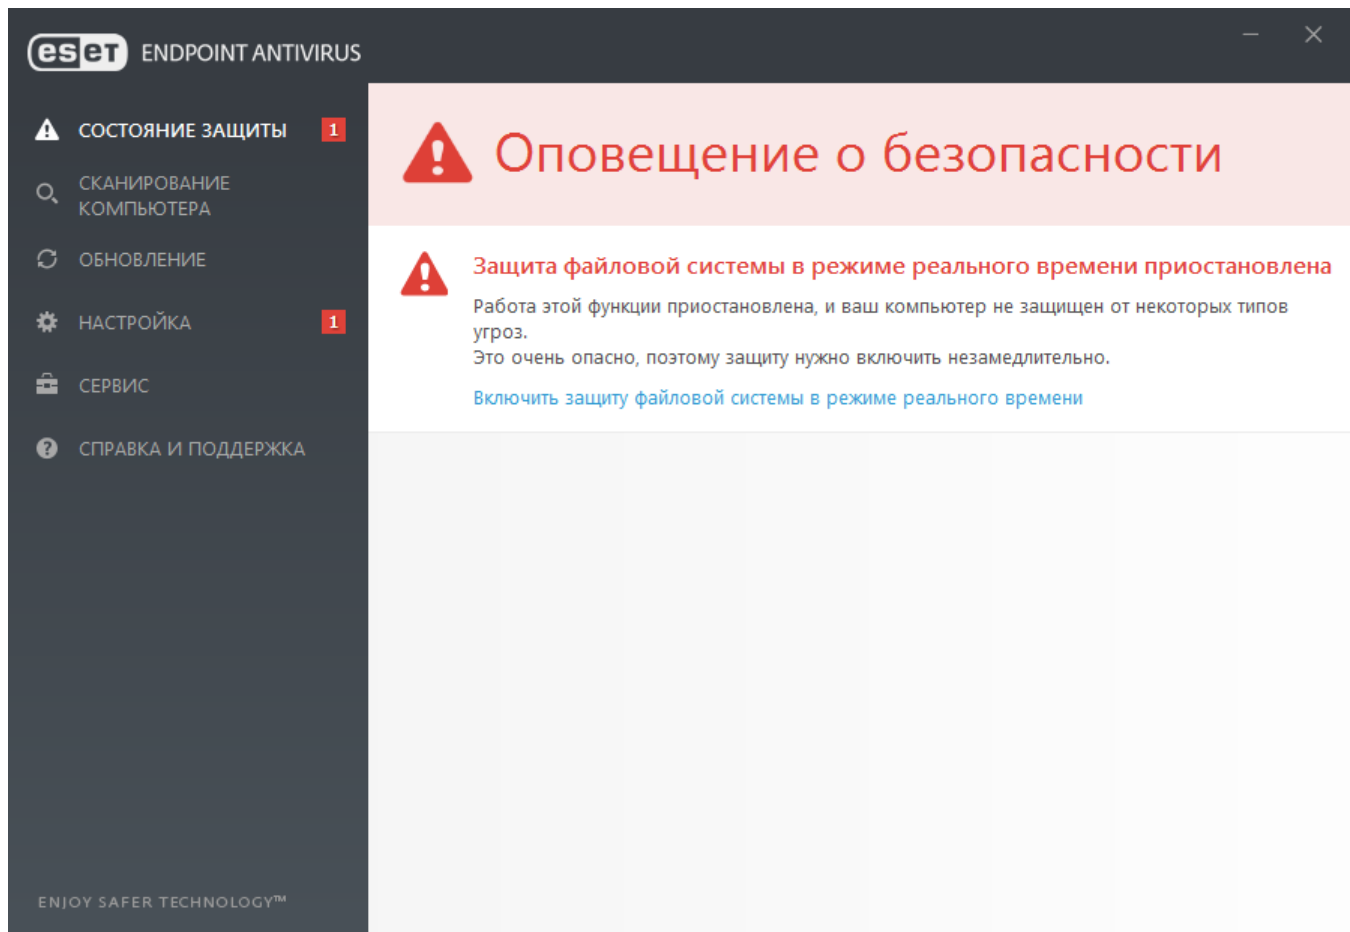 eset ENDPOINT ANTIVIRUS
СОСТОЯНИЕ ЗАЩИТЫ 1
СКАНИРОВАНИЕ
КОМПЬЮТЕРА
ОБНОВЛЕНИЕ
НАСТРОЙКА 1
СЕРВИС
СПРАВКА И ПОДДЕРЖКА
ENJOY SAFER TECHNOLOGY™
Оповещение о безопасности
Защита файловой системы в режиме реального времени приостановлена
Работа этой функции приостановлена, и ваш компьютер не защищен от некоторых типов
угроз.
Это очень опасно, поэтому защиту нужно включить незамедлительно.
Включить защиту файловой системы в режиме реального времени